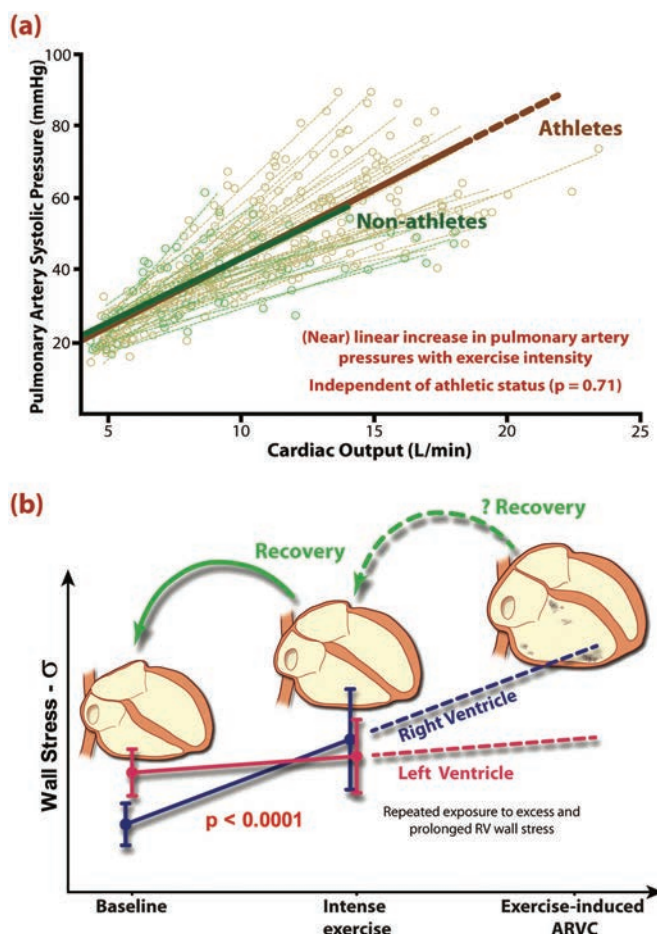 (a)
100
80
60
40
20
Pulmonary Artery Systolic Pressure (mmHg)
Athletes
Non-athletes
(Near) linear increase in pulmonary artery
pressures with exercise intensity
Independent of athletic status (p = 0.71)
5
10
15
20
25
Cardiac Output (L/min)
(b)
? Recovery
Recovery
Wall Stress - σ
Right Ventricle
Left Ventricle
p < 0.0001
Repeated exposure to excess and
prolonged RV wall stress
Baseline
Intense
exercise
Exercise-induced
ARVC